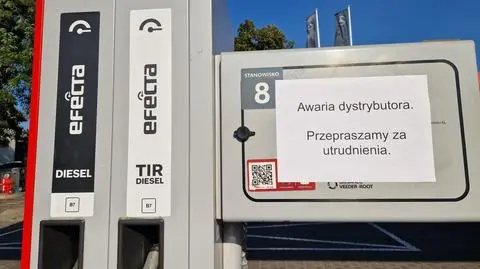 efecta
DIESEL
B7
efecta
TIR
DIESEL
B7
STANOWISKO
8
Awaria dystrybutora.
Przepraszamy za
utrudnienia.
VEEDER-ROOT